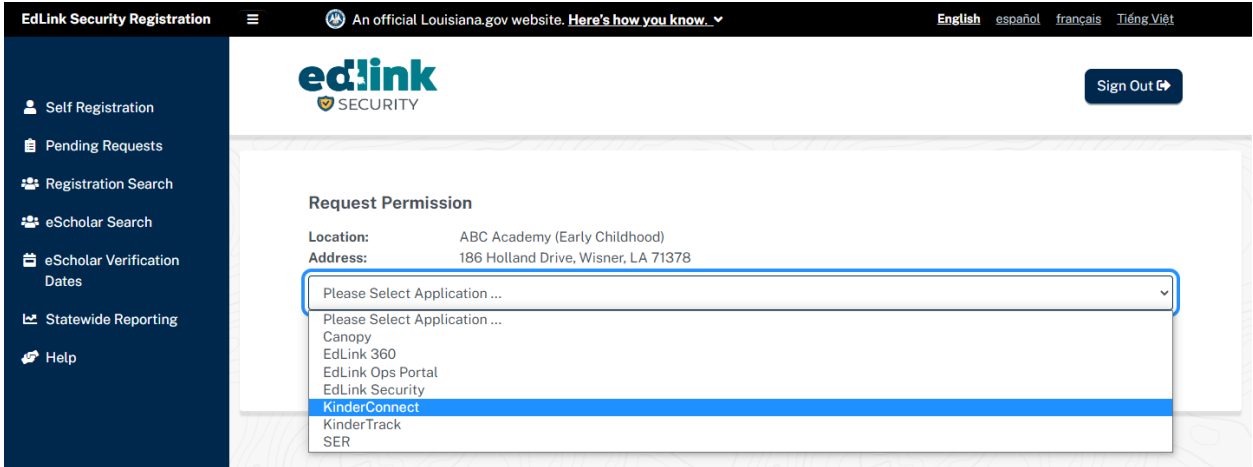 EdLink Security Registration
An official Louisiana.gov website. Here's how you know.
English español français Tiếng Việt
edlink
SECURITY
Sign Out
Self Registration
Pending Requests
Registration Search
eScholar Search
eScholar Verification
Dates
Statewide Reporting
Help
Request Permission
Location: ABC Academy (Early Childhood)
Address: 186 Holland Drive, Wisner, LA 71378
Please Select Application ...
Please Select Application ...
Canopy
EdLink 360
EdLink Ops Portal
EdLink Security
KinderConnect
KinderTrack
SER